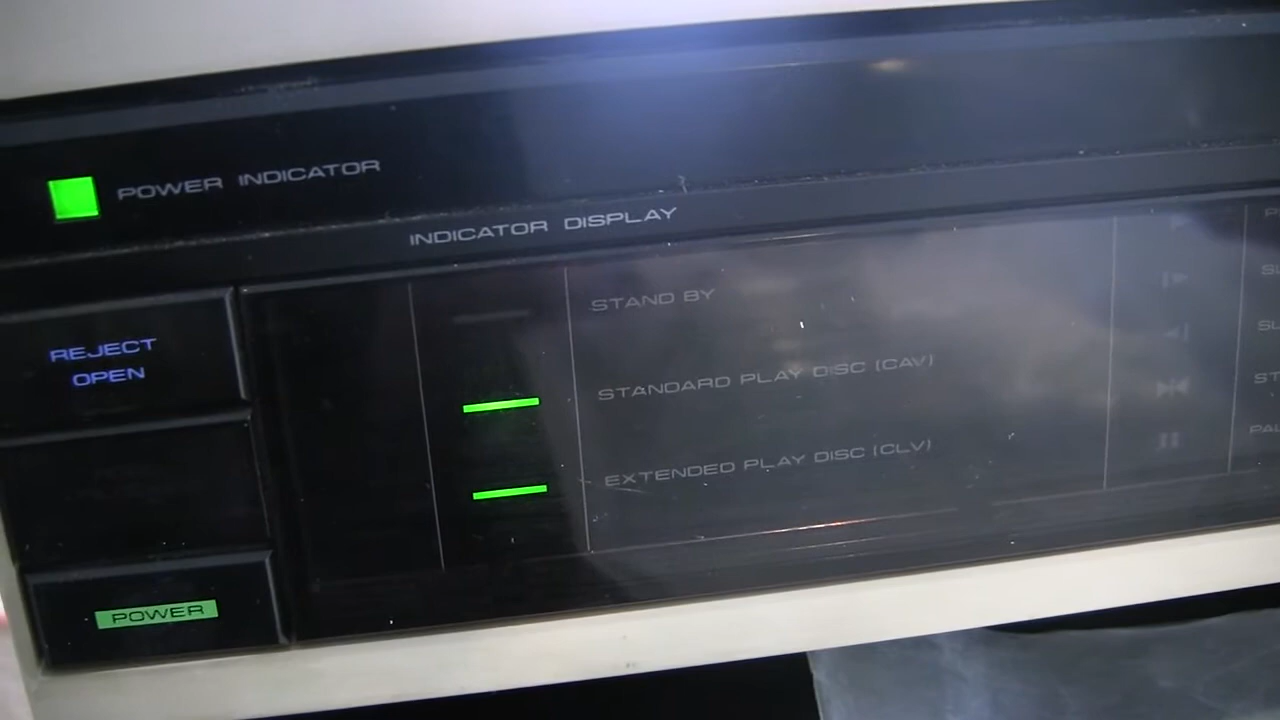 POWER INDICATOR
INDICATOR DISPLAY
REJECT
OPEN
STAND BY
STANDARD PLAY DISC (CAV)
EXTENDED PLAY DISC (CLV)
POWER